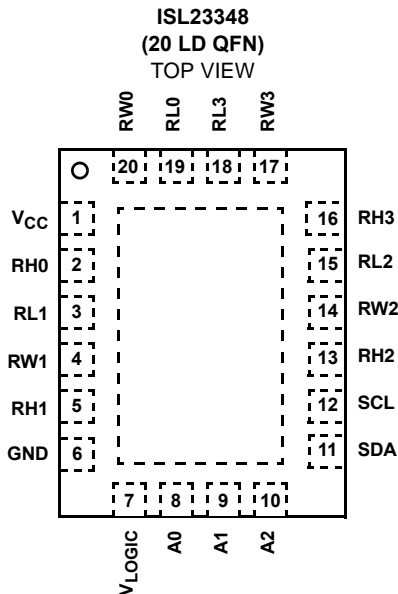 ISL23348
(20 LD QFN)
TOP VIEW
RW0 RL0 RL3 RW3
20 19 18 17
VCC 1 16 RH3
RH0 2 15 RL2
RL1 3 14 RW2
RW1 4 13 RH2
RH1 5 12 SCL
GND 6 11 SDA
7 8 9 10
VLOGIC A0 A1 A2